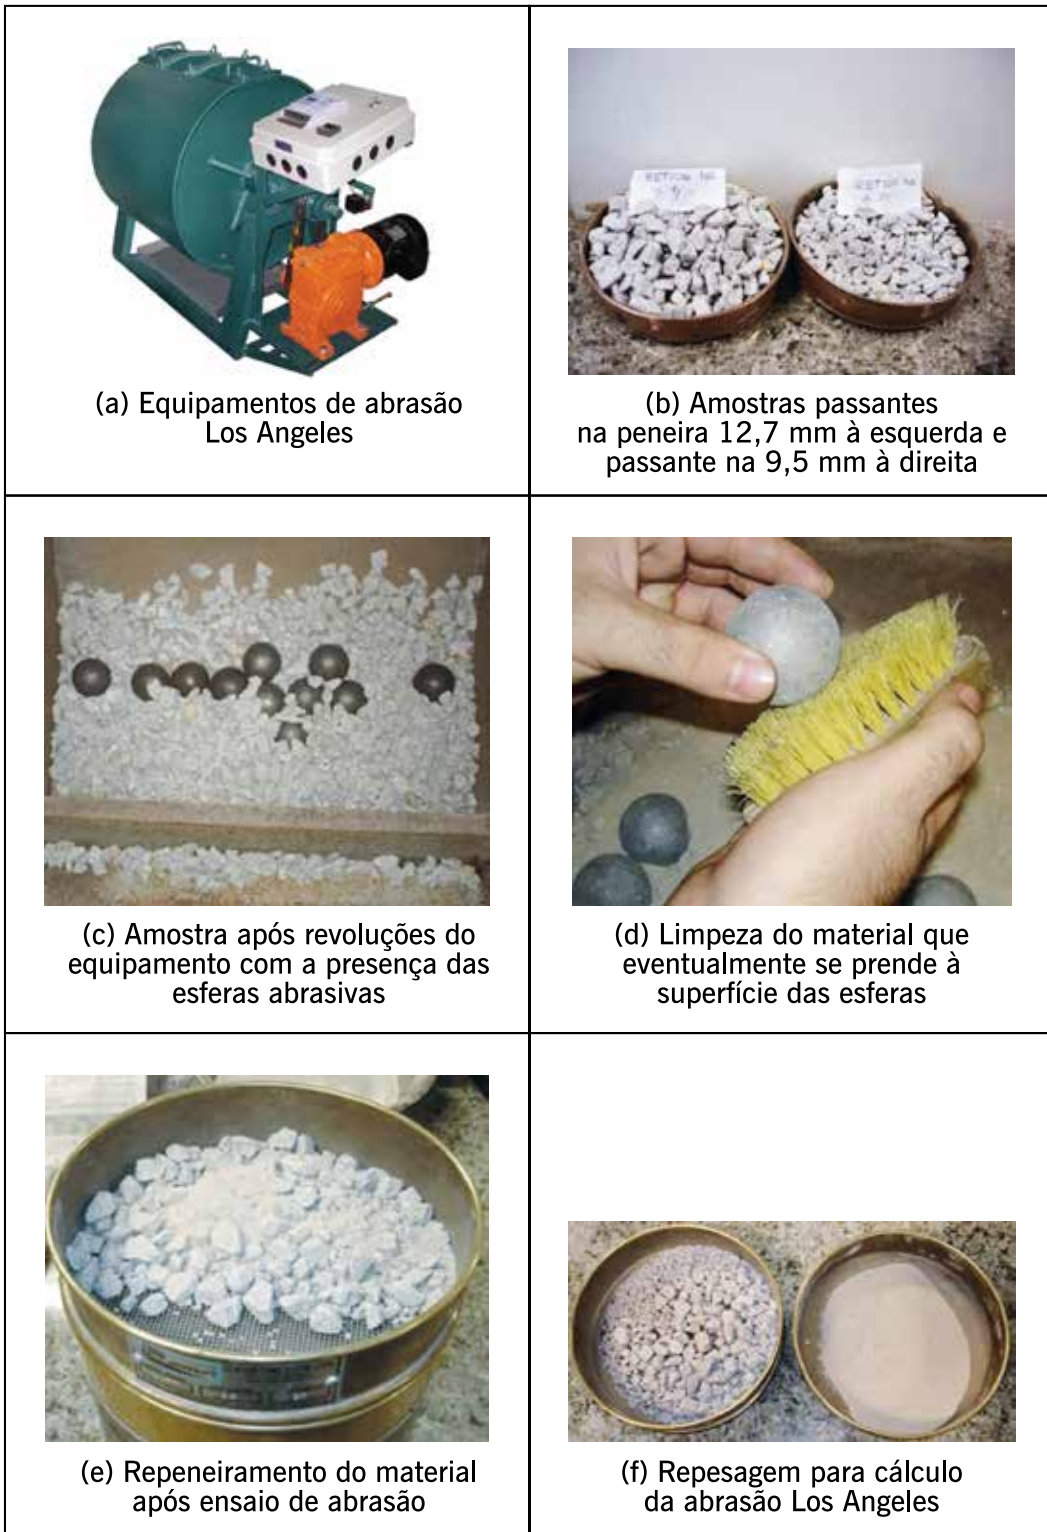 (a) Equipamentos de abrasão
Los Angeles
(b) Amostras passantes
na peneira 12,7 mm à esquerda e
passante na 9,5 mm à direita
(c) Amostra após revoluções do
equipamento com a presença das
esferas abrasivas
(d) Limpeza do material que
eventualmente se prende à
superfície das esferas
(e) Repeneiramento do material
após ensaio de abrasão
(f) Repesagem para cálculo
da abrasão Los Angeles